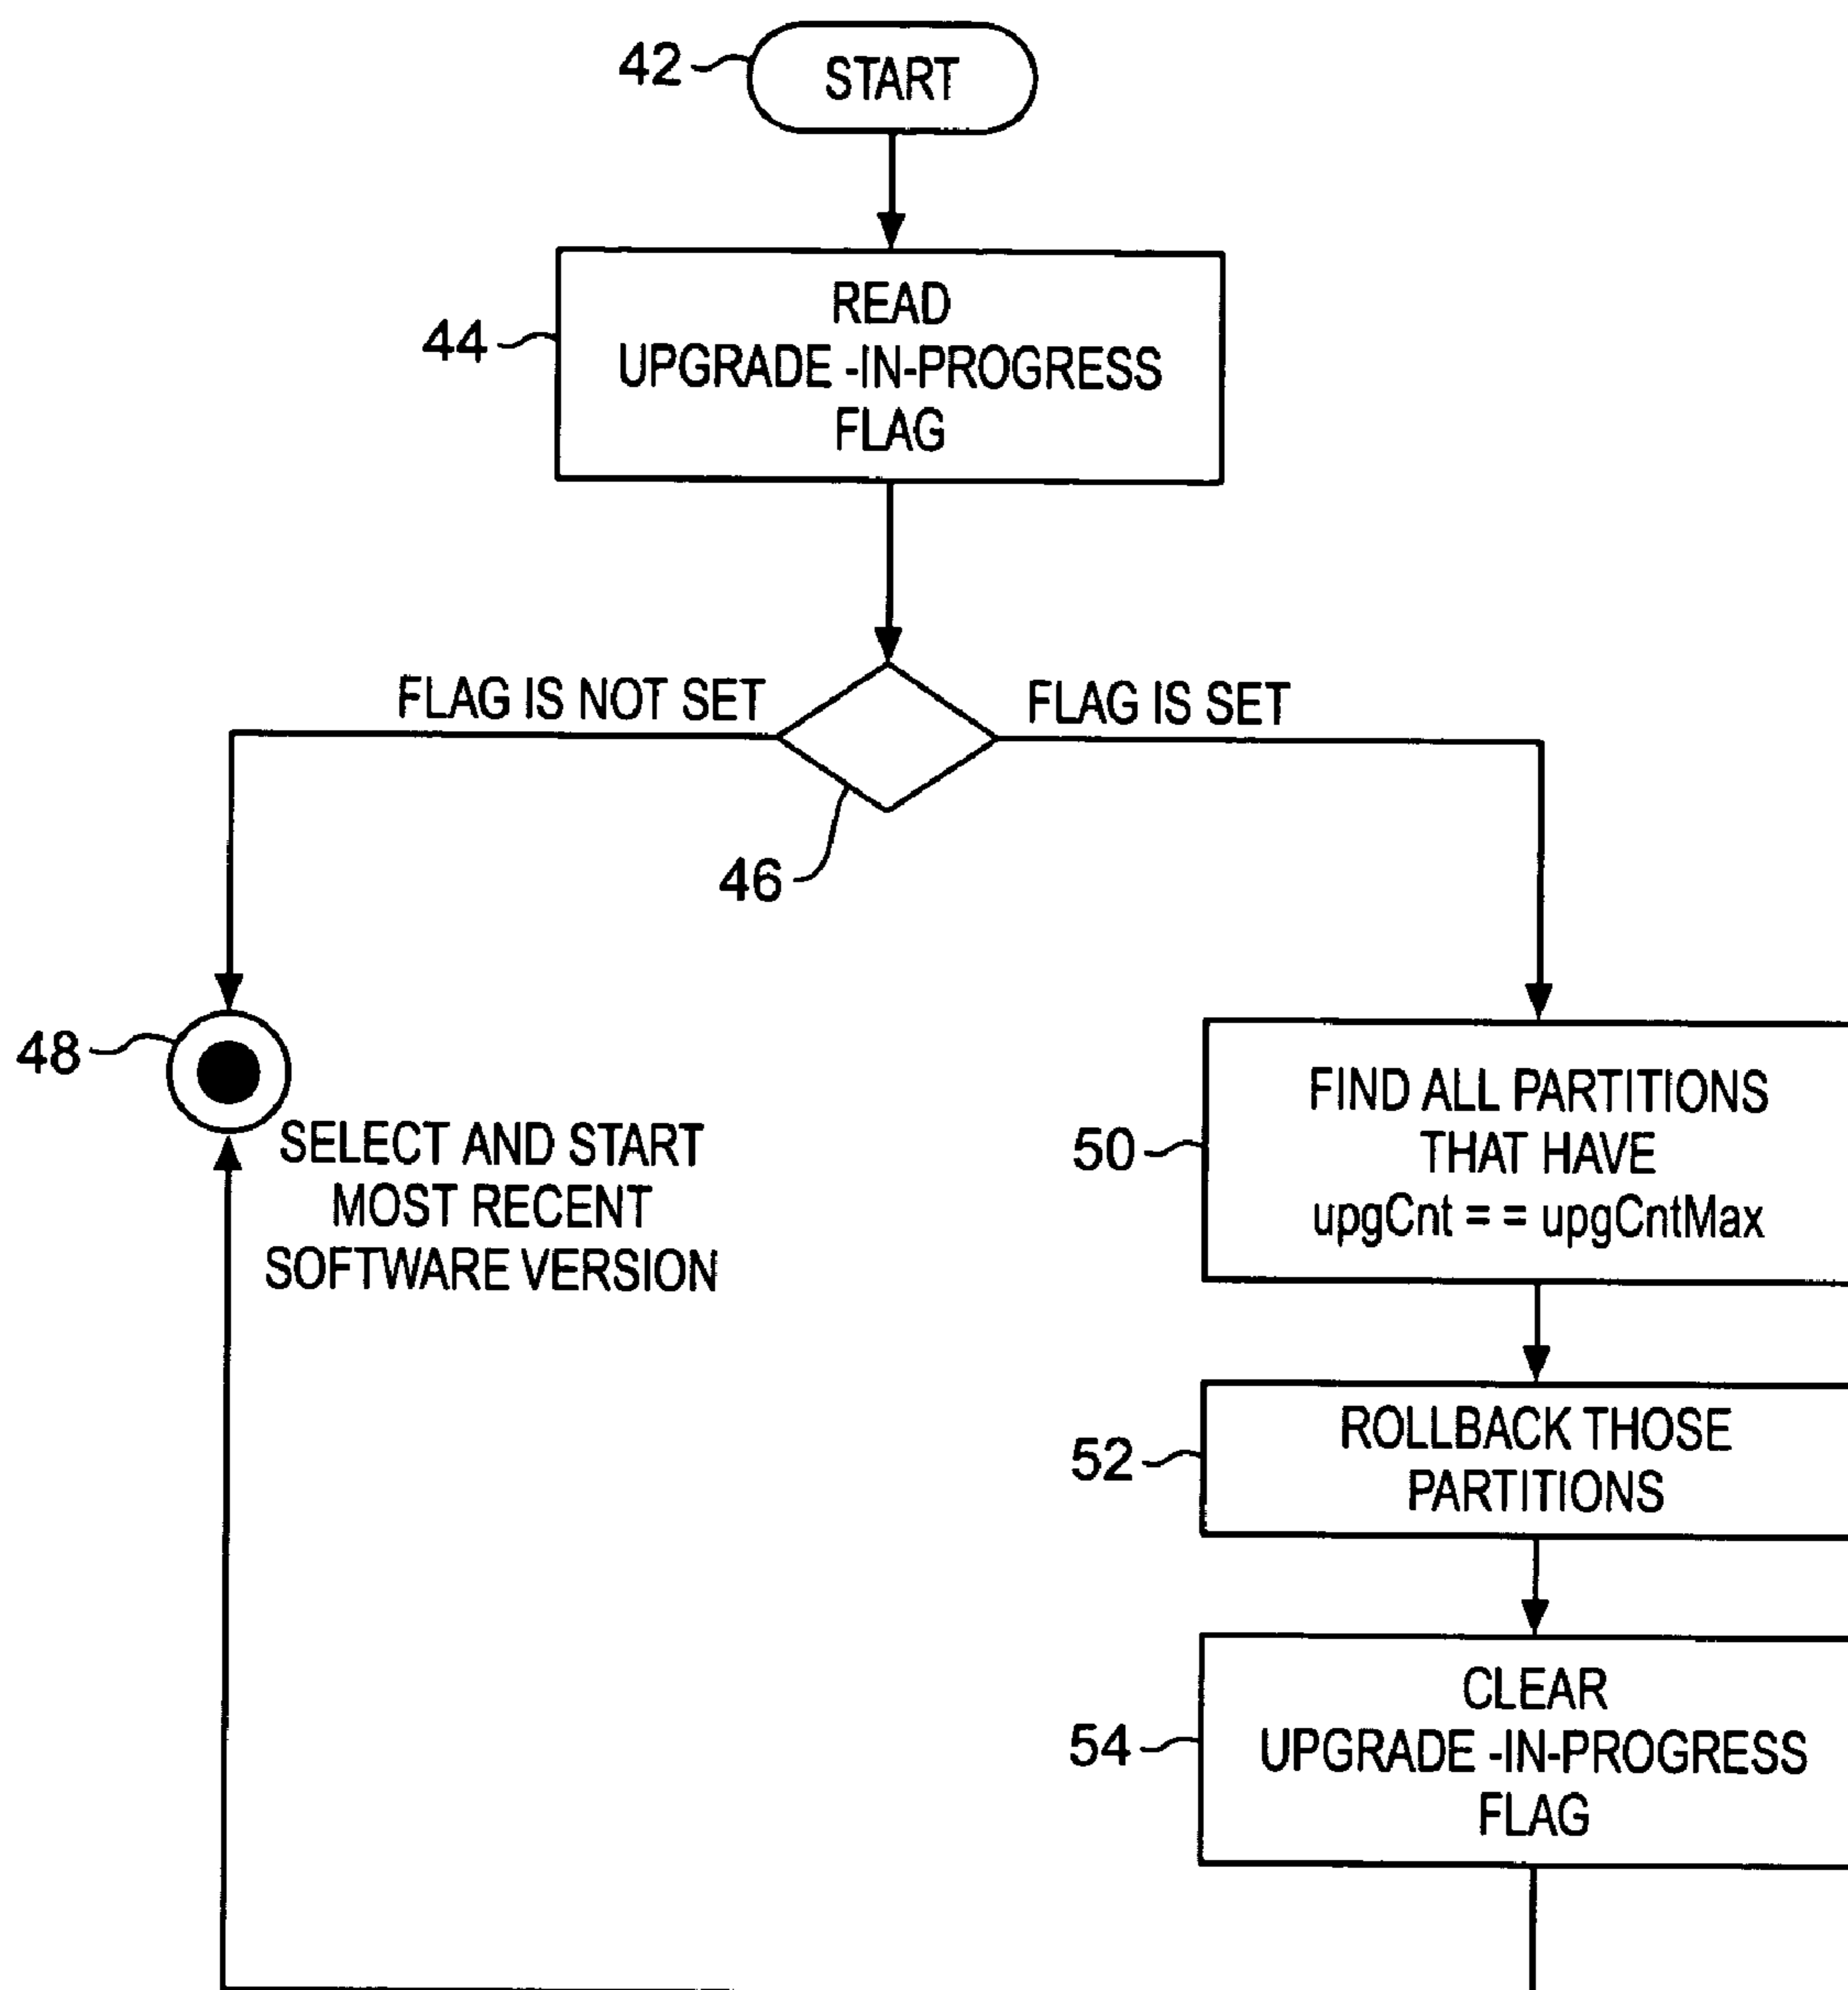 42
START
44
READ
UPGRADE -IN-PROGRESS
FLAG
FLAG IS NOT SET
FLAG IS SET
46
48
SELECT AND START
MOST RECENT
SOFTWARE VERSION
50
FIND ALL PARTITIONS
THAT HAVE
upgCnt = = upgCntMax
52
ROLLBACK THOSE
PARTITIONS
54
CLEAR
UPGRADE -IN-PROGRESS
FLAG